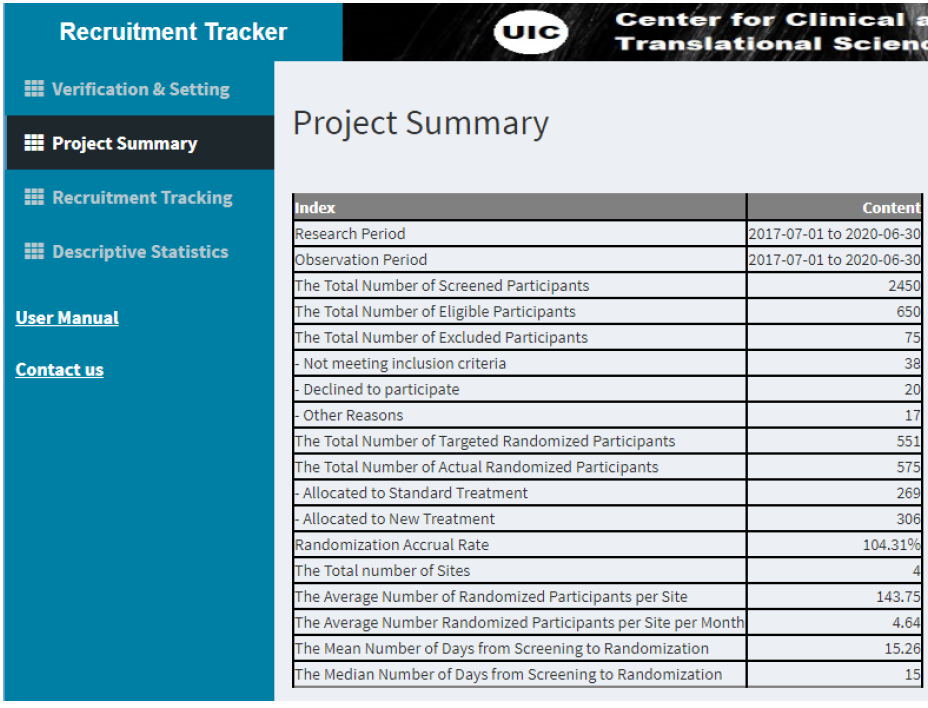 Recruitment Tracker
UIC
Center for Clinical a
Translational Scienc
Verification & Setting
Project Summary
Recruitment Tracking
Descriptive Statistics
User Manual
Contact us
Project Summary
Index Content
Research Period 2017-07-01 to 2020-06-30
Observation Period 2017-07-01 to 2020-06-30
The Total Number of Screened Participants 2450
The Total Number of Eligible Participants 650
The Total Number of Excluded Participants 75
- Not meeting inclusion criteria 38
- Declined to participate 20
- Other Reasons 17
The Total Number of Targeted Randomized Participants 551
The Total Number of Actual Randomized Participants 575
- Allocated to Standard Treatment 269
- Allocated to New Treatment 306
Randomization Accrual Rate 104.31%
The Total number of Sites 4
The Average Number of Randomized Participants per Site 143.75
The Average Number Randomized Participants per Site per Month 4.64
The Mean Number of Days from Screening to Randomization 15.26
The Median Number of Days from Screening to Randomization 15